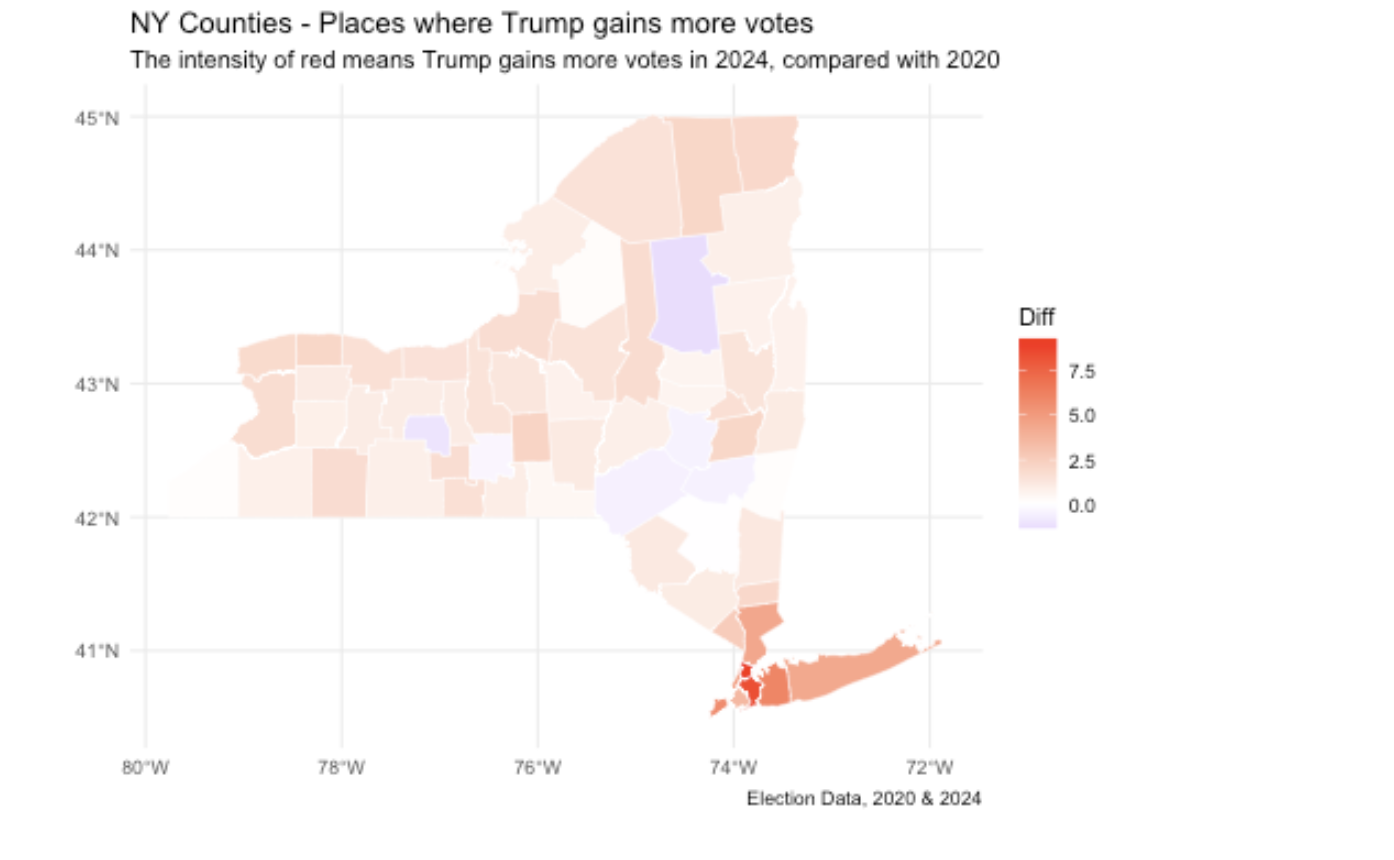 NY Counties - Places where Trump gains more votes
The intensity of red means Trump gains more votes in 2024, compared with 2020
45°N
44°N
43°N
42°N
41°N
80°W 78°W 76°W 74°W 72°W
Diff
7.5
5.0
2.5
0.0
Election Data, 2020 & 2024